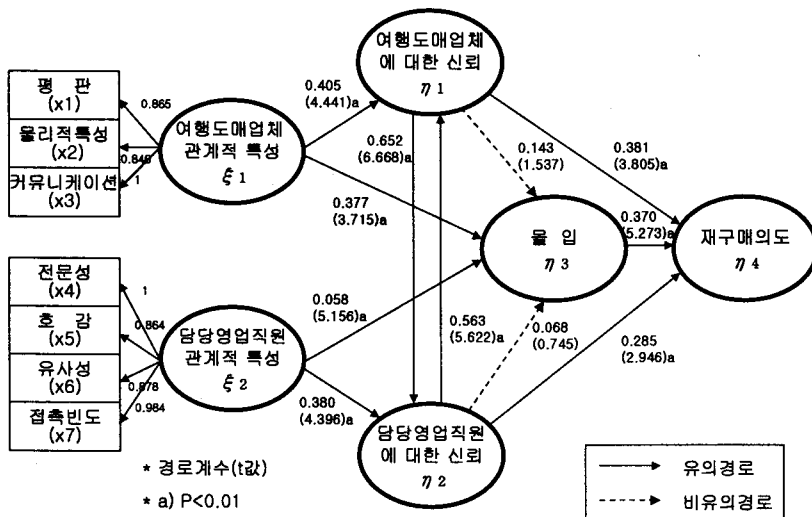 여행도매업체
에 대한 신뢰
η 1
평 판
(x1)
물리적특성
(x2)
커뮤니케이션
(x3)
0.865
0.849
1
여행도매업체
관계적 특성
ξ 1
0.405
(4.441)a
0.377
(3.715)a
0.652
(6.668)a
0.143
(1.537)
0.381
(3.805)a
몰 입
η 3
0.370
(5.273)a
재구매의도
η 4
전문성
(x4)
호 감
(x5)
유사성
(x6)
접촉빈도
(x7)
1
0.864
0.878
0.984
담당영업직원
관계적 특성
ξ 2
0.058
(5.156)a
0.380
(4.396)a
0.563
(5.622)a
0.068
(0.745)
0.285
(2.946)a
담당영업직원
에 대한 신뢰
η 2
* 경로계수(t값)
* a) P<0.01
유의경로
비유의경로